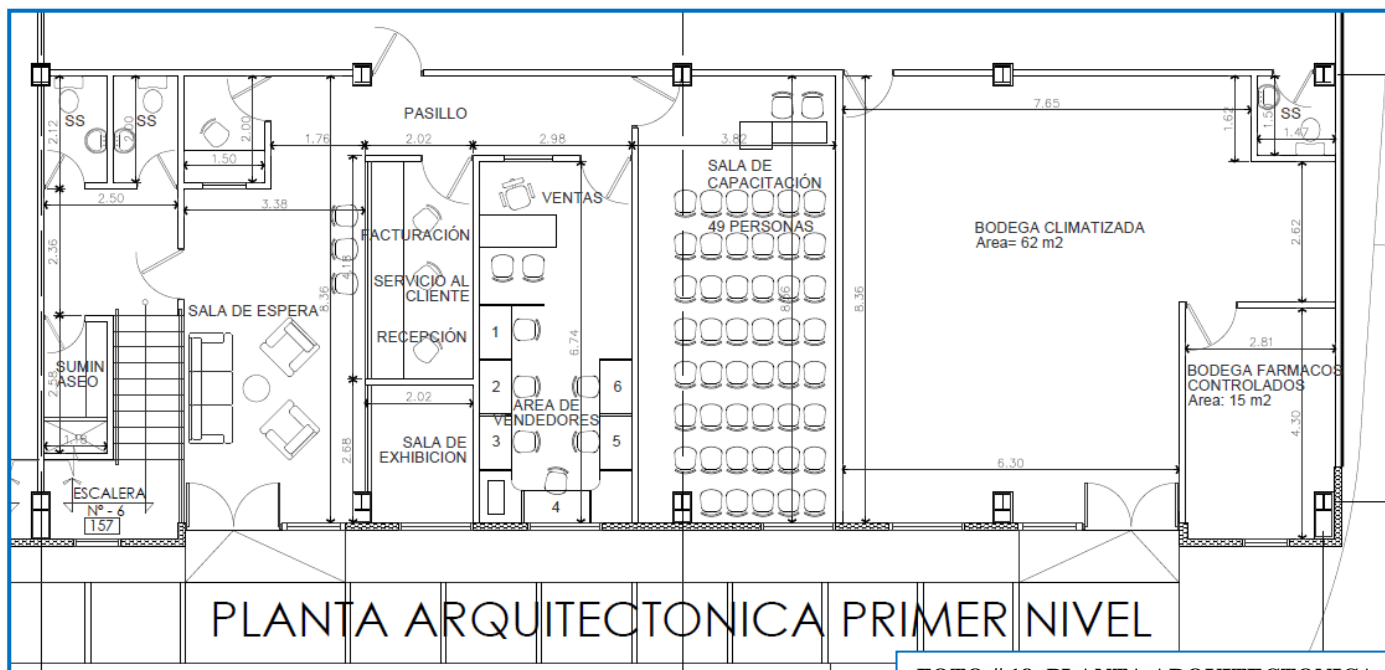 PASILLO
SS
SS
SS
2.12
2.00
2.00
1.50
1.76
2.02
2.98
3.82
7.65
1.62
1.50
1.47
2.50
3.38
SALA DE
CAPACITACIÓN
49 PERSONAS
VENTAS
FACTURACIÓN
SERVICIO AL
CLIENTE
RECEPCIÓN
4.18
8.36
BODEGA CLIMATIZADA
Area= 62 m2
2.62
2.36
SALA DE ESPERA
SUMIN
ASEO
2.58
1.18
1
2
3
4
5
6
6.74
8.36
2.81
BODEGA FARMACOS
CONTROLADOS
Area: 15 m2
4.30
2.02
AREA DE
VENDEDORES
SALA DE
EXHIBICION
2.68
6.30
ESCALERA
Nº - 6
157
PLANTA ARQUITECTONICA PRIMER NIVEL